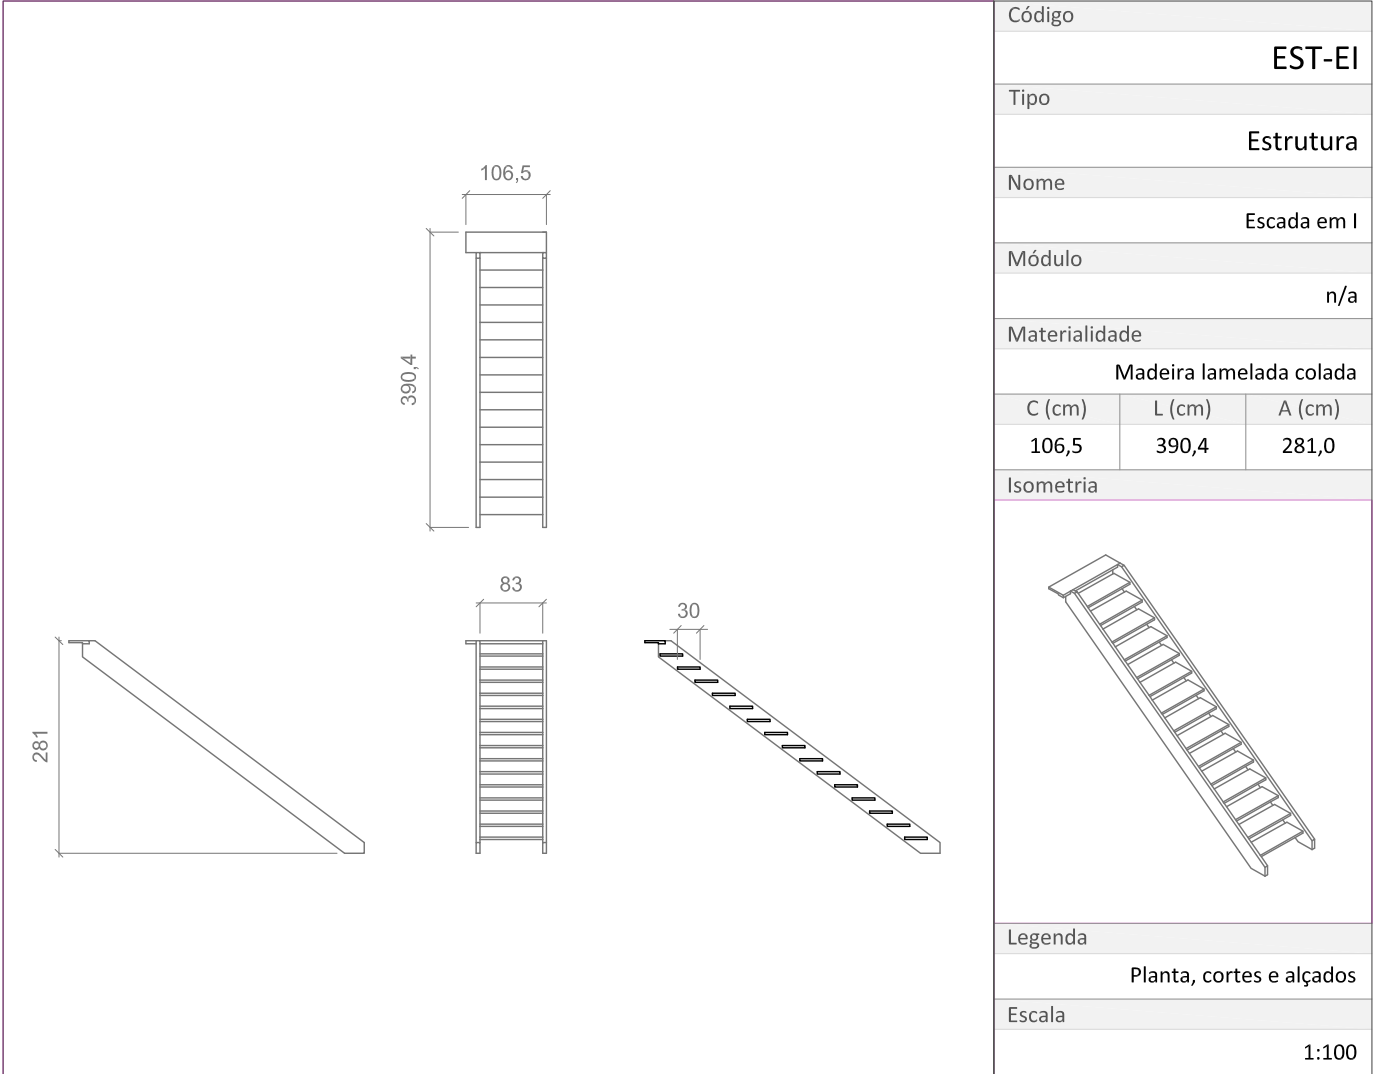 106,5
390,4
83
30
281
Código
EST-EI
Tipo
Estrutura
Nome
Escada em I
Módulo
n/a
Materialidade
Madeira lamelada colada
C (cm) L (cm) A (cm)
106,5 390,4 281,0
Isometria
Legenda
Planta, cortes e alçados
Escala
1:100